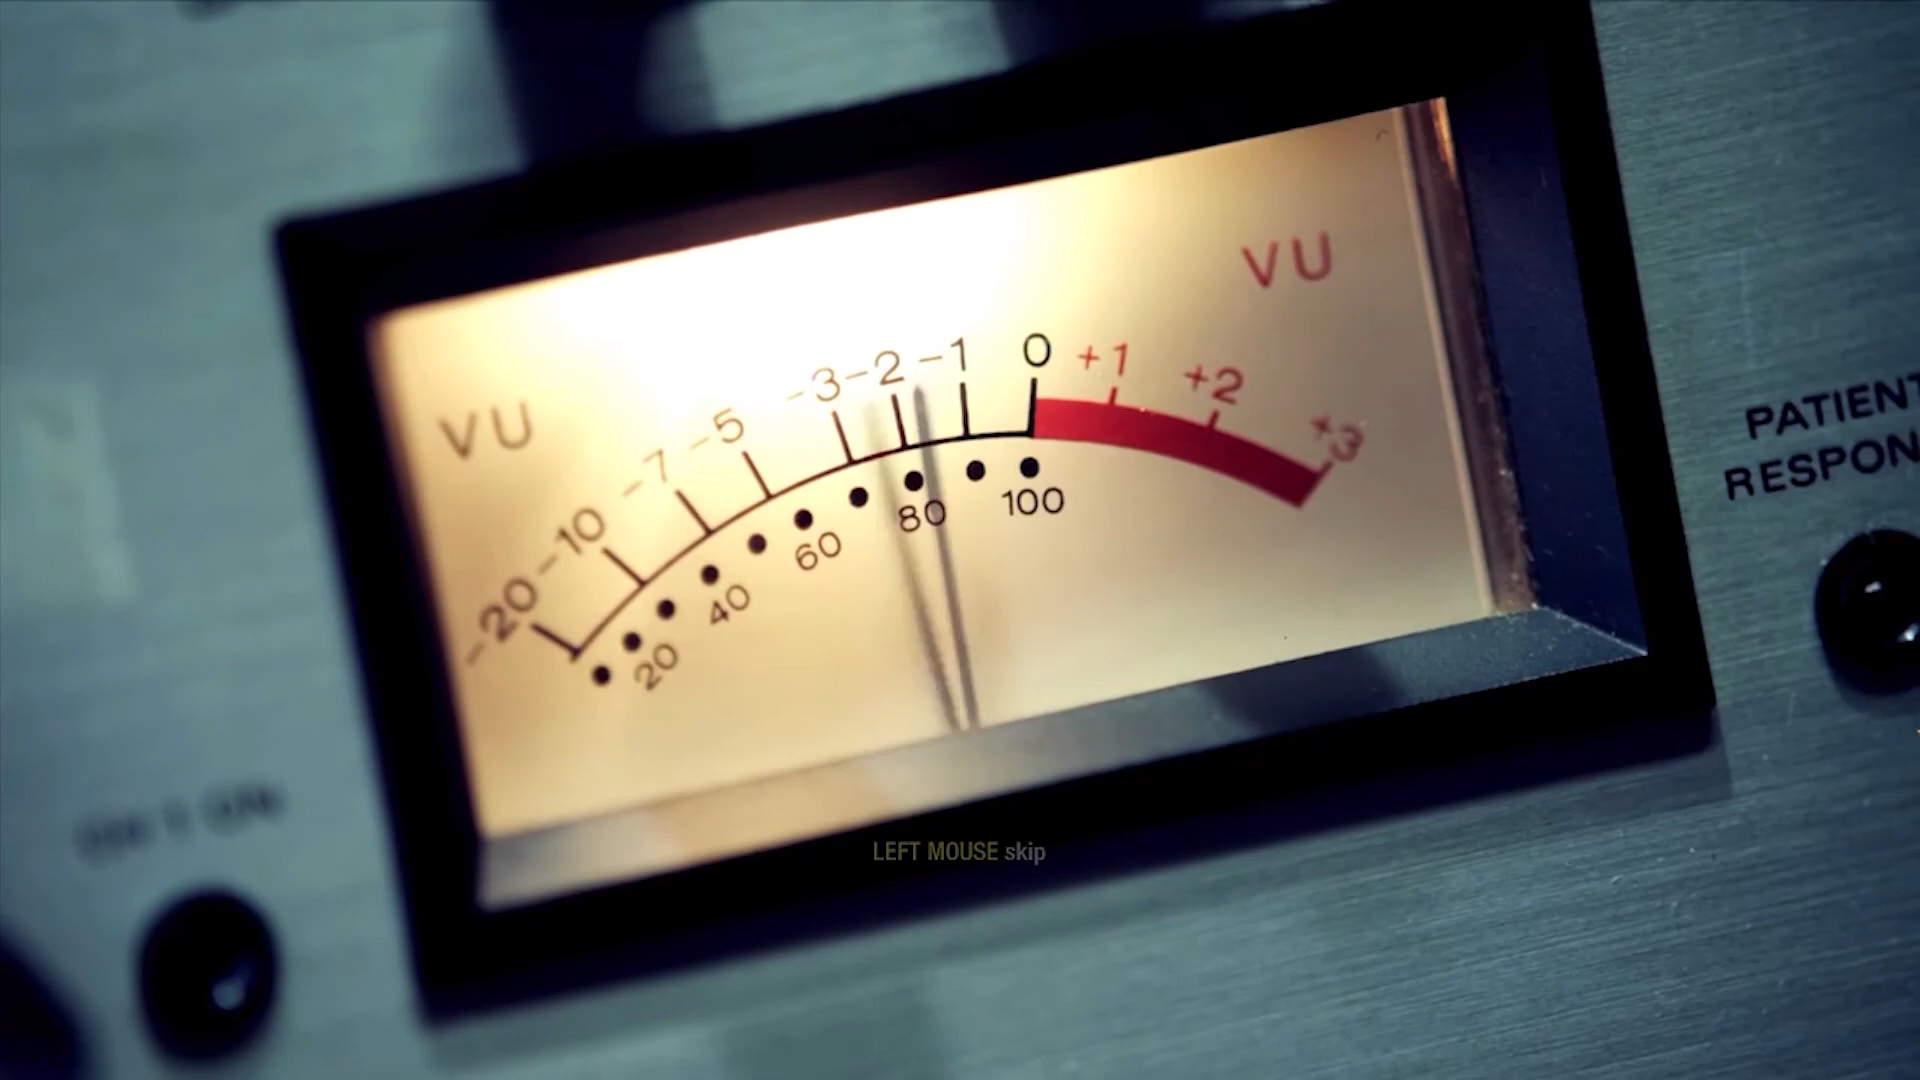 VU
VU
-20 -10 -7 -5 -3 -2 -1 0 +1 +2 +3
20 40 60 80 100
PATIENT
RESPON
LEFT MOUSE skip